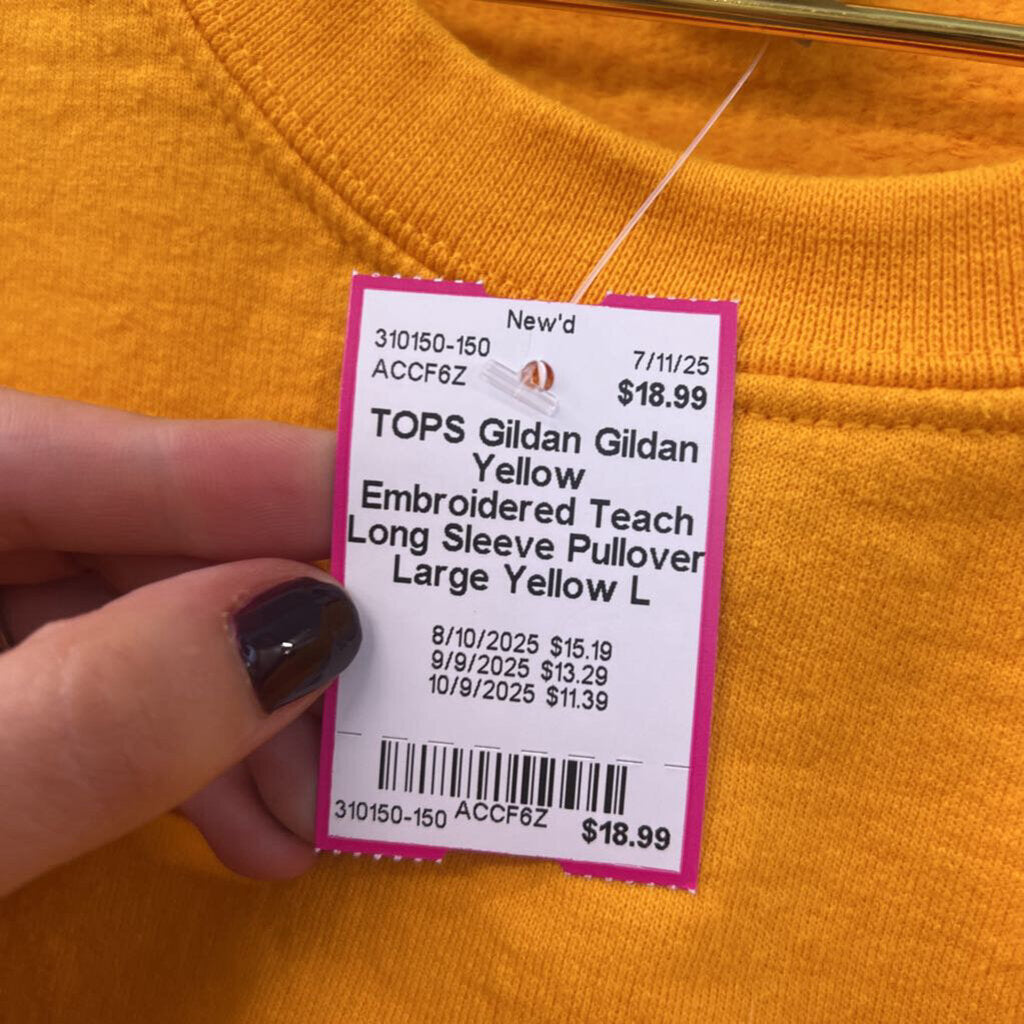 New'd
310150-150
7/11/25
ACCF6Z
$18.99
TOPS Gildan Gildan
Yellow
Embroidered Teach
Long Sleeve Pullover
Large Yellow L
8/10/2025 $15.19
9/9/2025 $13.29
10/9/2025 $11.39
310150-150 ACCF6Z $18.99